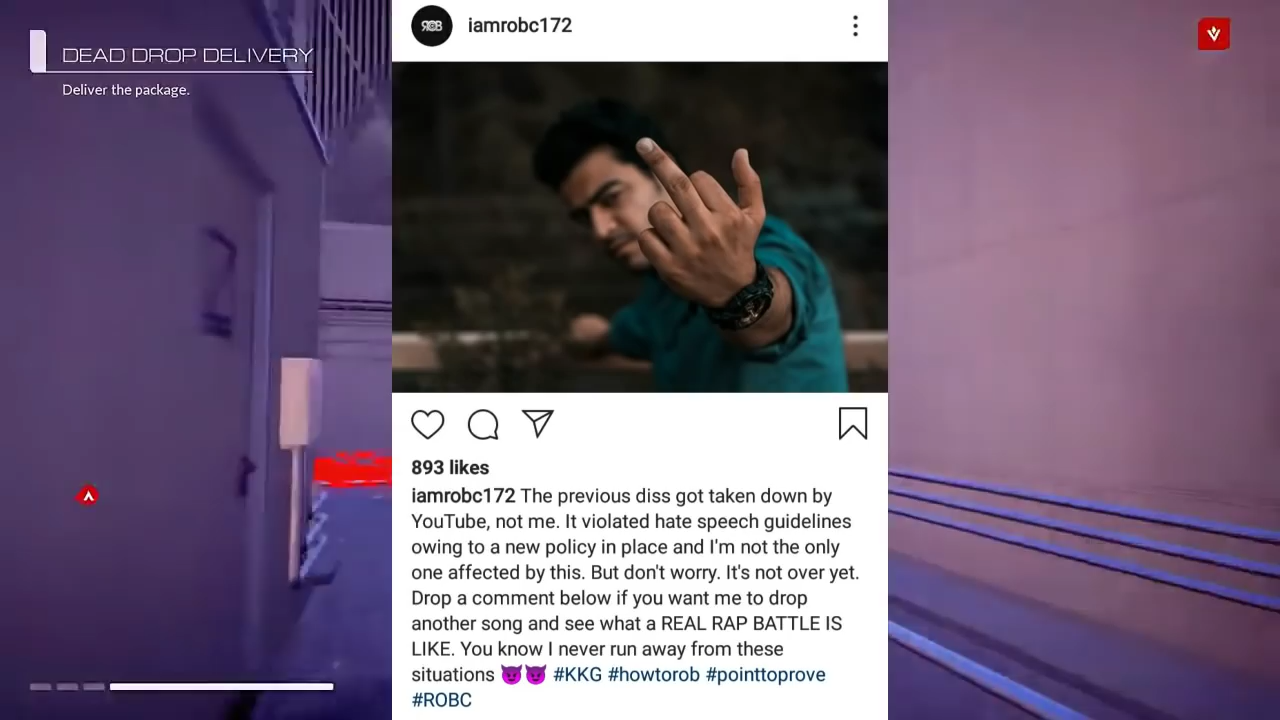 DEAD DROP DELIVERY
Deliver the package.
ROB
iamrobc172
893 likes
iamrobc172 The previous diss got taken down by
YouTube, not me. It violated hate speech guidelines
owing to a new policy in place and I'm not the only
one affected by this. But don't worry. It's not over yet.
Drop a comment below if you want me to drop
another song and see what a REAL RAP BATTLE IS
LIKE. You know I never run away from these
situations 😈😈 #KKG #howtorob #pointtoprove
#ROBC